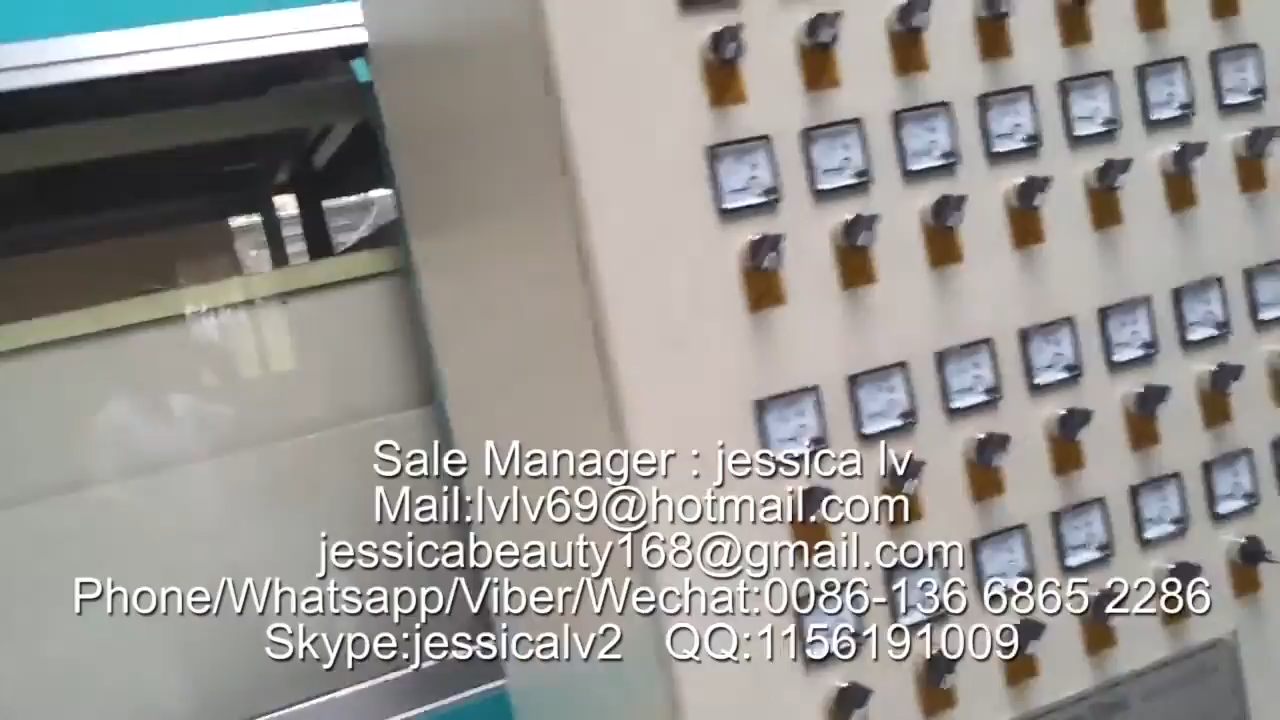 Sale Manager : jessica lv
Mail:lvlv69@hotmail.com
jessicabeauty168@gmail.com
Phone/Whatsapp/Viber/Wechat:0086-136 6865 2286
Skype:jessicalv2 QQ:1156191009